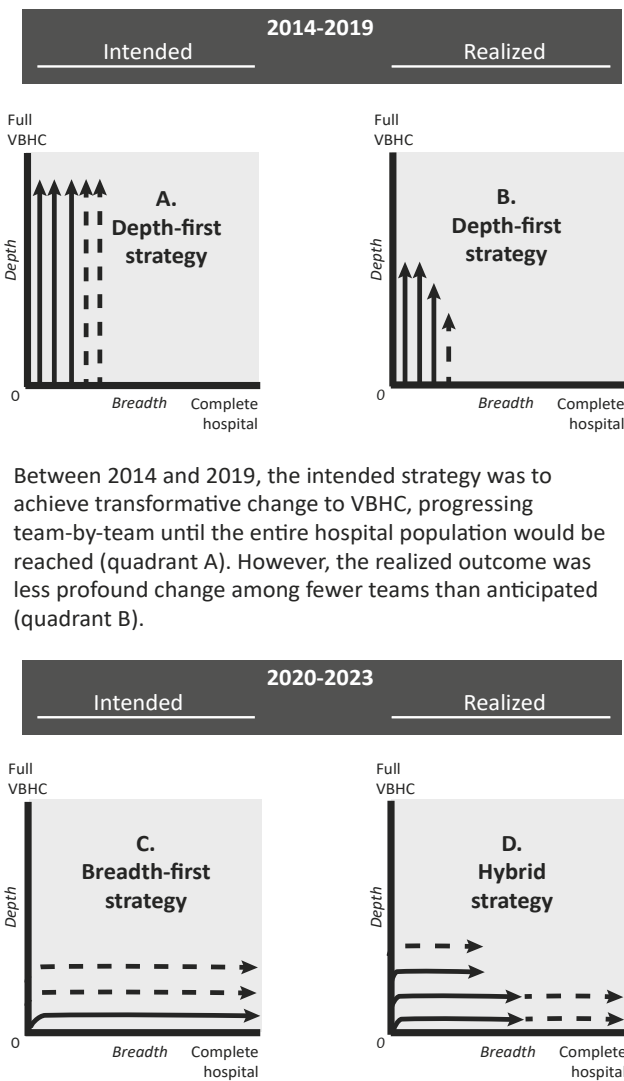 2014-2019
Intended Realized
Full
VBHC
A.
Depth-first
strategy
Depth
0
Breadth Complete
hospital
Full
VBHC
B.
Depth-first
strategy
Depth
0
Breadth Complete
hospital
Between 2014 and 2019, the intended strategy was to
achieve transformative change to VBHC, progressing
team-by-team until the entire hospital population would be
reached (quadrant A). However, the realized outcome was
less profound change among fewer teams than anticipated
(quadrant B).
2020-2023
Intended Realized
Full
VBHC
C.
Breadth-first
strategy
Depth
0
Breadth Complete
hospital
Full
VBHC
D.
Hybrid
strategy
Depth
0
Breadth Complete
hospital